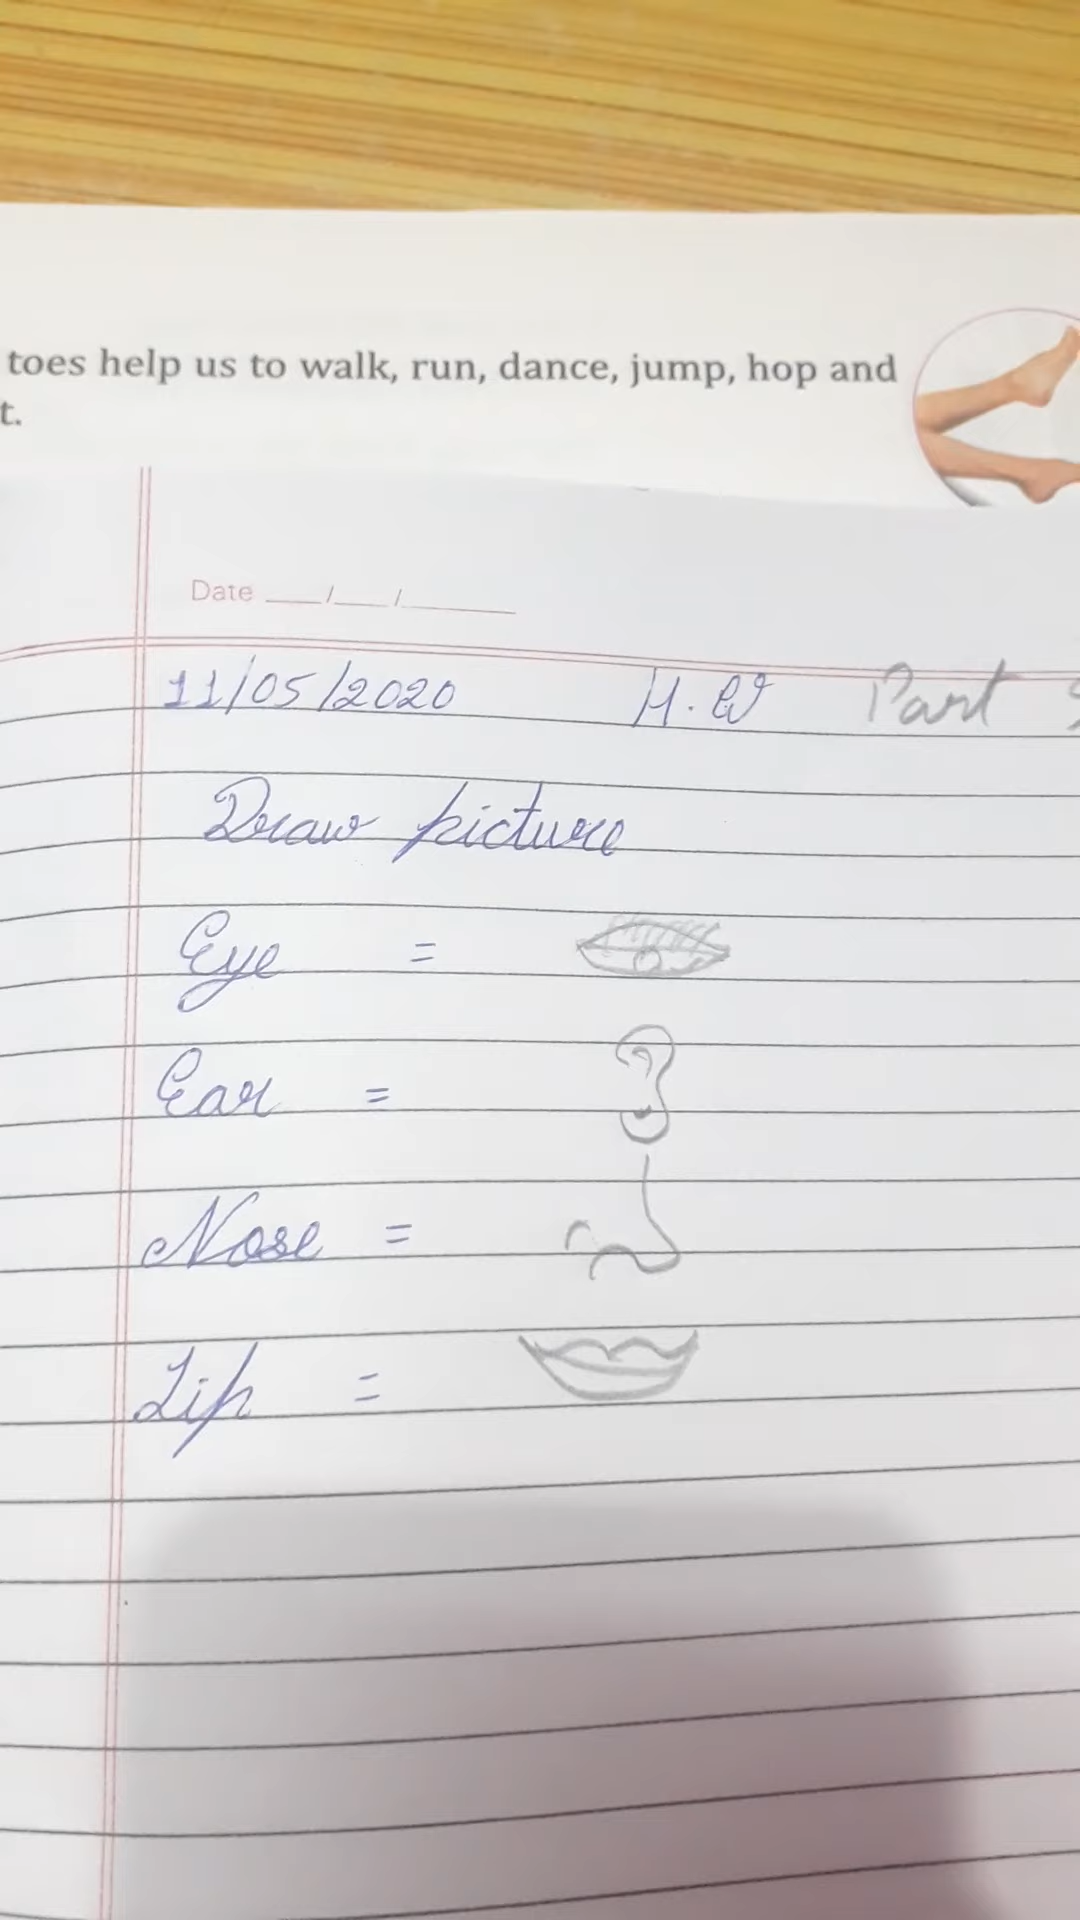 toes help us to walk, run, dance, jump, hop and
t.
Date __/__/____
11/05/2020 H.W Part
Draw picture
Eye =
Ear =
Nose =
Lip =